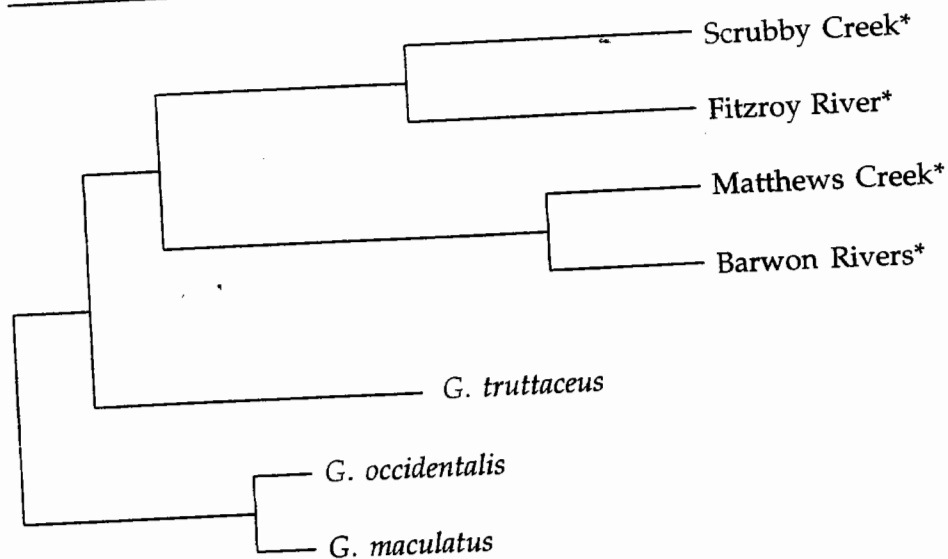 Scrubby Creek*
Fitzroy River*
Matthews Creek*
Barwon Rivers*
G. truttaceus
G. occidentalis
G. maculatus